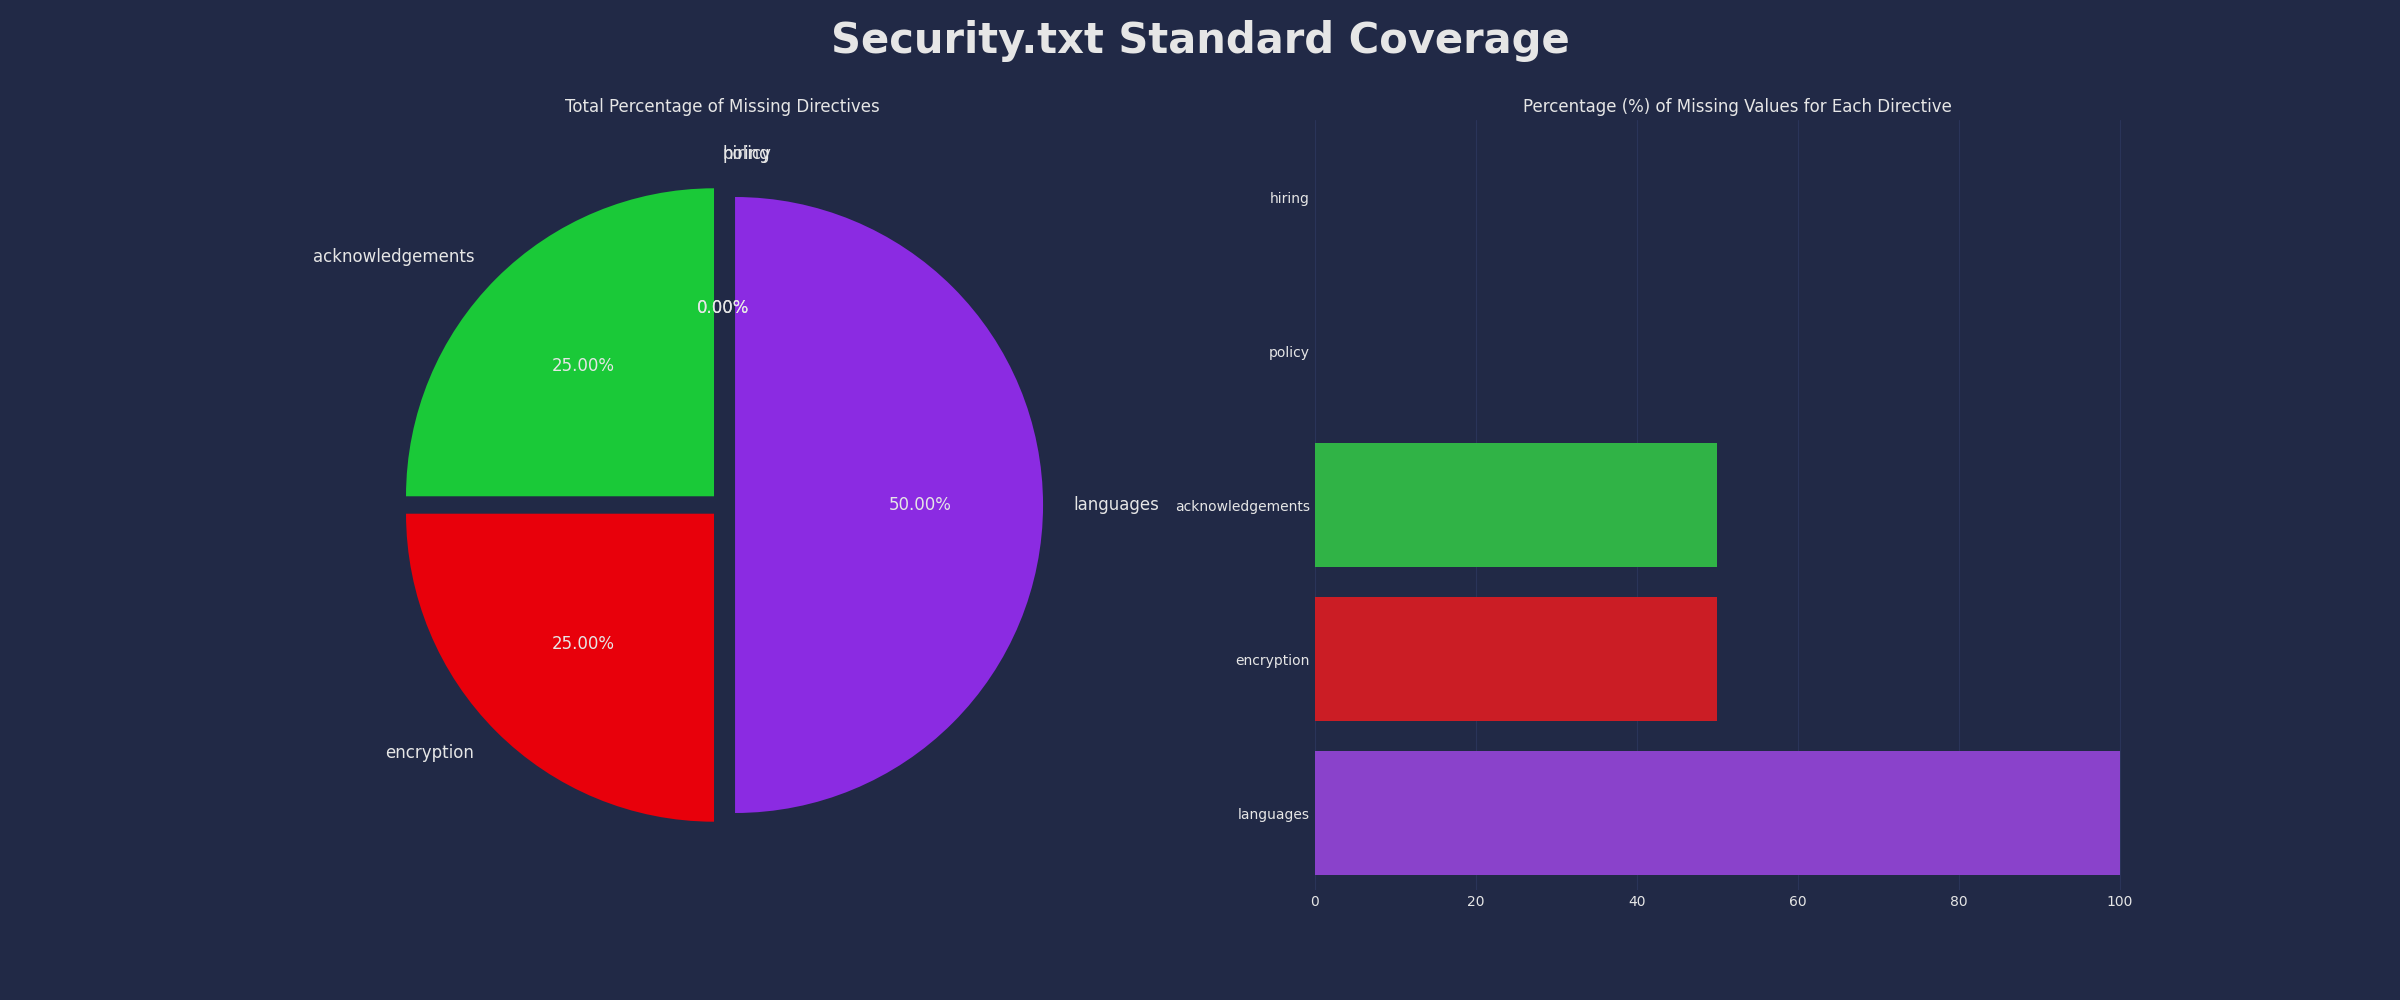 Security.txt Standard Coverage
Total Percentage of Missing Directives
hiring
policy
acknowledgements
0.00%
25.00%
50.00%
languages
25.00%
encryption
Percentage (%) of Missing Values for Each Directive
hiring
policy
acknowledgements
encryption
languages
0 20 40 60 80 100